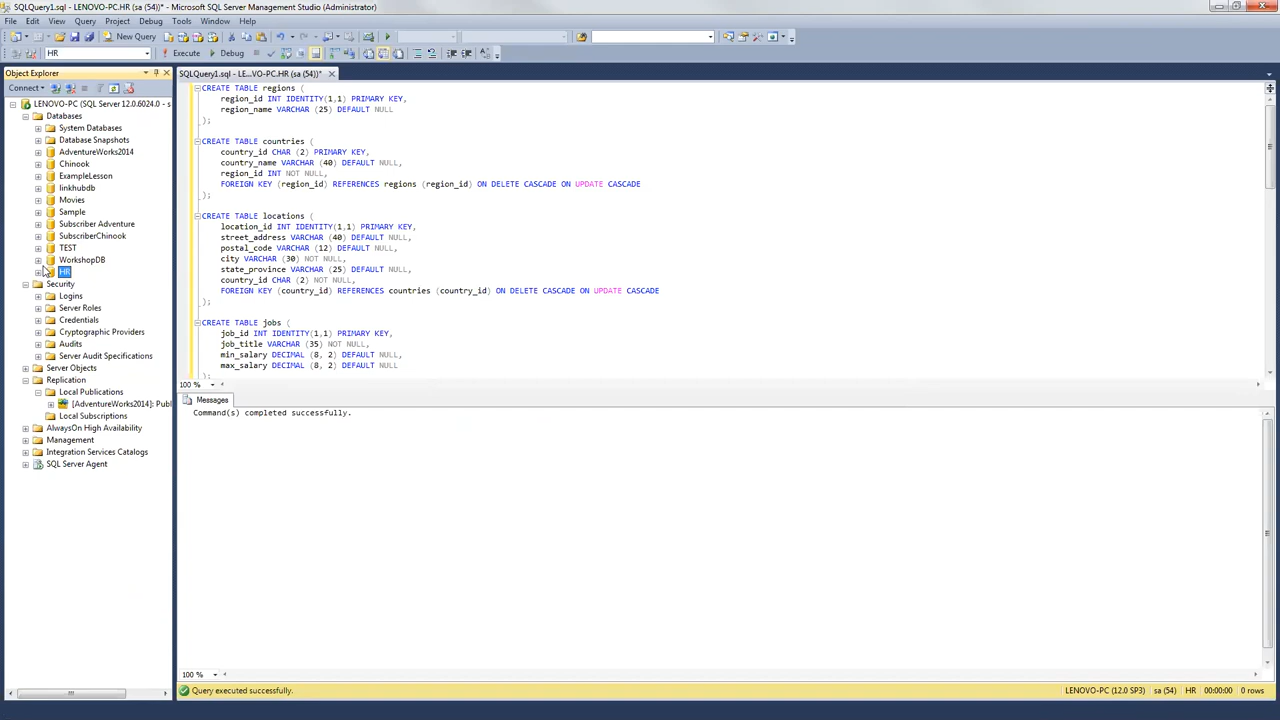 SQLQuery1.sql - LENOVO-PC.HR (sa (54))* - Microsoft SQL Server Management Studio (Administrator)
File Edit View Query Project Debug Tools Window Help
New Query
HR Execute Debug
Object Explorer
SQLQuery1.sql - LE...VO-PC.HR (sa (54))*
Connect
LENOVO-PC (SQL Server 12.0.6024.0 - s
Databases
System Databases
Database Snapshots
AdventureWorks2014
Chinook
ExampleLesson
linkhubdb
Movies
Sample
Subscriber Adventure
SubscriberChinook
TEST
WorkshopDB
HR
Security
Logins
Server Roles
Credentials
Cryptographic Providers
Audits
Server Audit Specifications
Server Objects
Replication
Local Publications
[AdventureWorks2014]: Publ
Local Subscriptions
AlwaysOn High Availability
Management
Integration Services Catalogs
SQL Server Agent
CREATE TABLE regions (
region_id INT IDENTITY(1,1) PRIMARY KEY,
region_name VARCHAR (25) DEFAULT NULL
);
CREATE TABLE countries (
country_id CHAR (2) PRIMARY KEY,
country_name VARCHAR (40) DEFAULT NULL,
region_id INT NOT NULL,
FOREIGN KEY (region_id) REFERENCES regions (region_id) ON DELETE CASCADE ON UPDATE CASCADE
);
CREATE TABLE locations (
location_id INT IDENTITY(1,1) PRIMARY KEY,
street_address VARCHAR (40) DEFAULT NULL,
postal_code VARCHAR (12) DEFAULT NULL,
city VARCHAR (30) NOT NULL,
state_province VARCHAR (25) DEFAULT NULL,
country_id CHAR (2) NOT NULL,
FOREIGN KEY (country_id) REFERENCES countries (country_id) ON DELETE CASCADE ON UPDATE CASCADE
);
CREATE TABLE jobs (
job_id INT IDENTITY(1,1) PRIMARY KEY,
job_title VARCHAR (35) NOT NULL,
min_salary DECIMAL (8, 2) DEFAULT NULL,
max_salary DECIMAL (8, 2) DEFAULT NULL
);
100 %
Messages
Command(s) completed successfully.
100 %
Query executed successfully. LENOVO-PC (12.0 SP3) sa (54) HR 00:00:00 0 rows